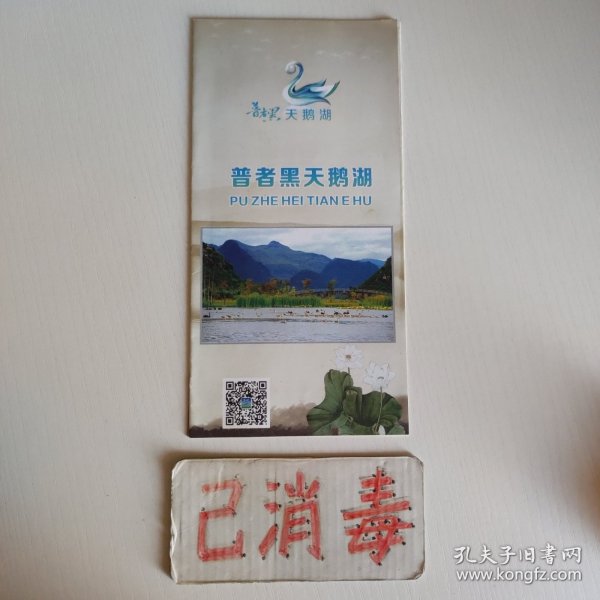 普者黑 天鹅湖
普者黑天鹅湖
PU ZHE HEI TIAN E HU
己消毒
孔夫子旧书网
www.kongfz.com